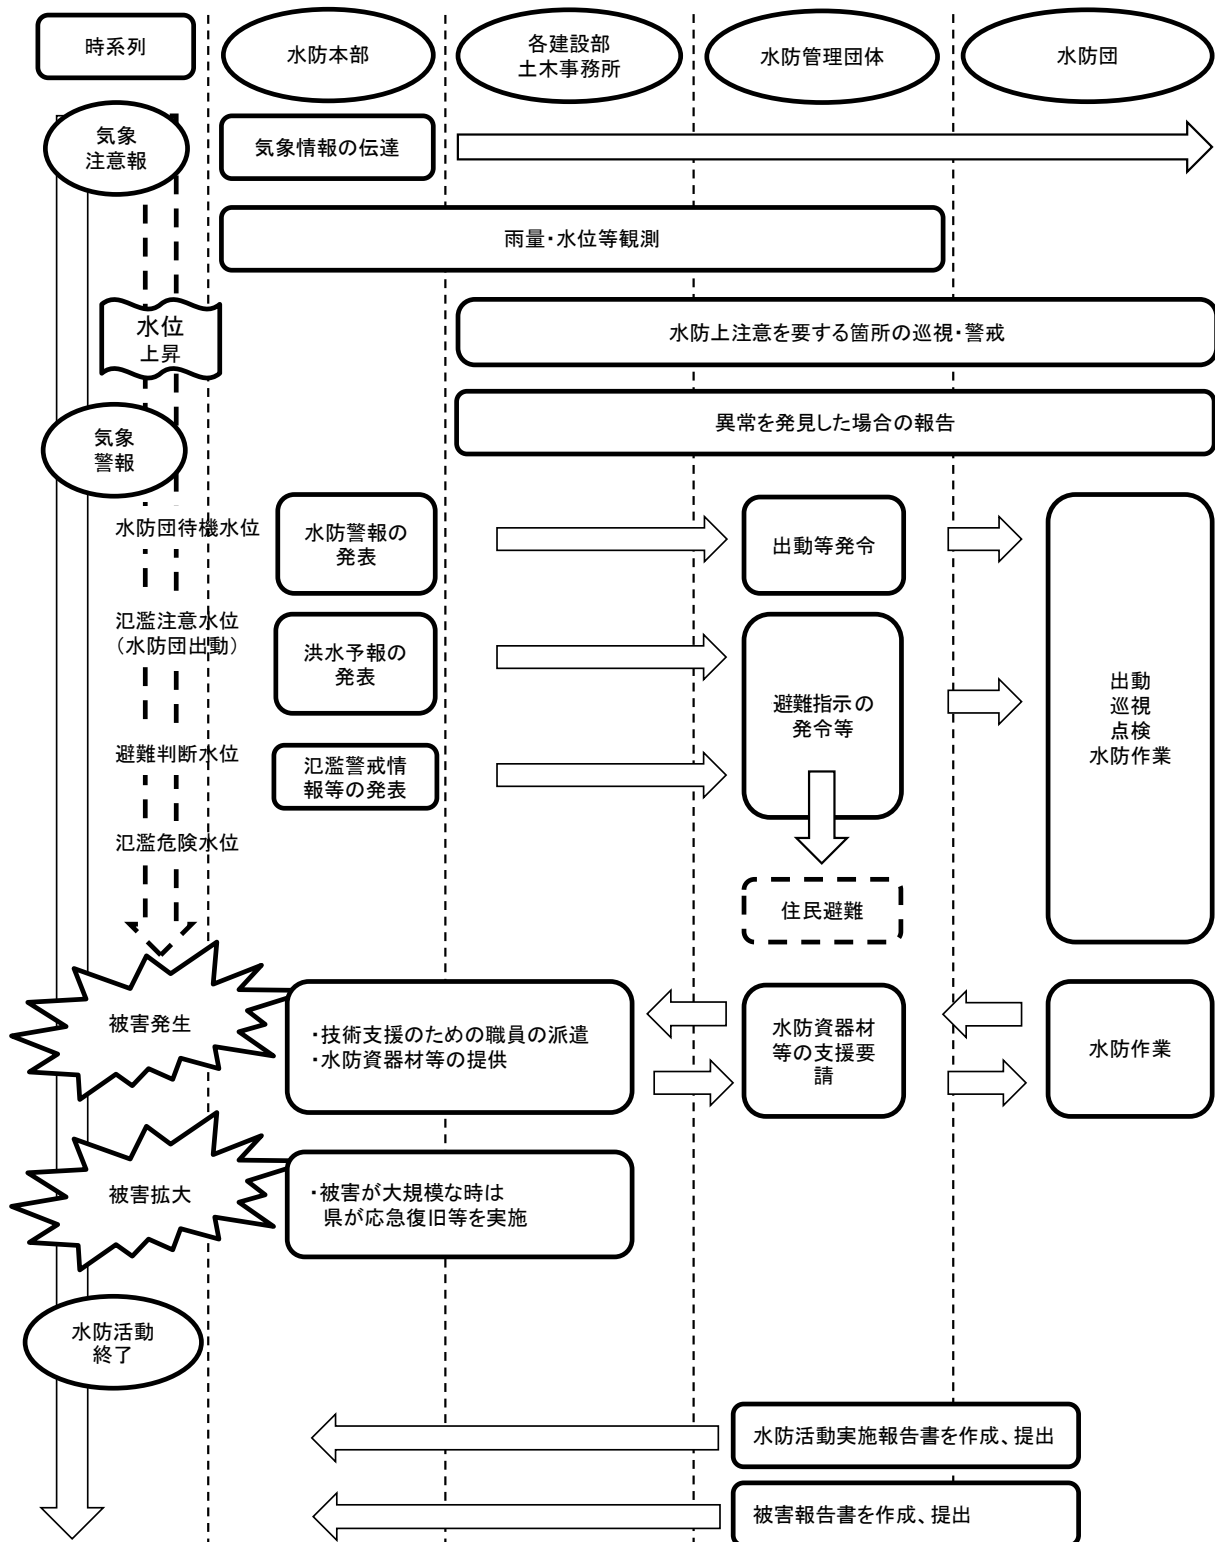 時系列
水防本部
各建設部
土木事務所
水防管理団体
水防団
気象
注意報
気象情報の伝達
雨量・水位等観測
水位
上昇
水防上注意を要する箇所の巡視・警戒
気象
警報
異常を発見した場合の報告
水防団待機水位
水防警報の
発表
出動等発令
氾濫注意水位
（水防団出動）
洪水予報の
発表
避難指示の
発令等
出動
巡視
点検
水防作業
避難判断水位
氾濫警戒情
報等の発表
氾濫危険水位
住民避難
被害発生
・技術支援のための職員の派遣
・水防資器材等の提供
水防資器材
等の支援要
請
水防作業
被害拡大
・被害が大規模な時は
県が応急復旧等を実施
水防活動
終了
水防活動実施報告書を作成、提出
被害報告書を作成、提出